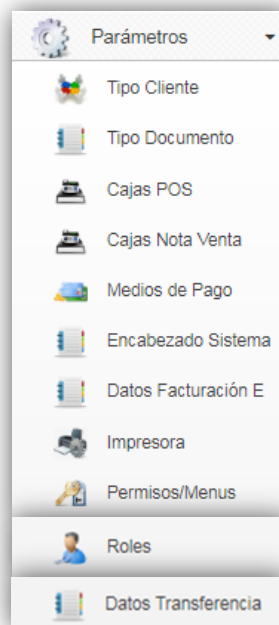 Parámetros
Tipo Cliente
Tipo Documento
Cajas POS
Cajas Nota Venta
Medios de Pago
Encabezado Sistema
Datos Facturación E
Impresora
Permisos/Menus
Roles
Datos Transferencia